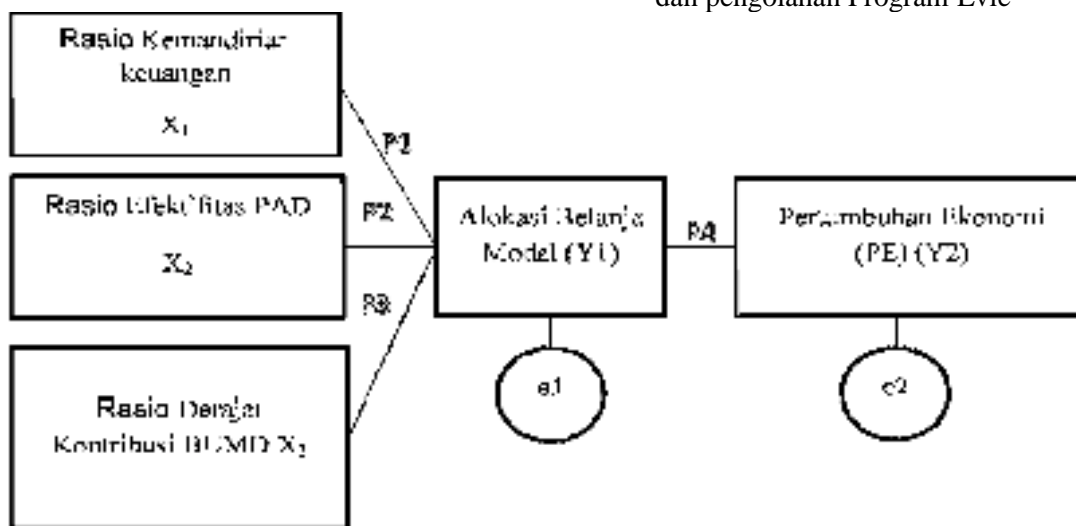 dan pengolahan Program Evie
Rasio Kemandirian
keuangan
X1
P1
Rasio Efektifitas PAD
X2
P2
P3
Rasio Derajat
Kontribusi BUMD X3
Alokasi Belanja
Model (Y1)
P4
Pertumbuhan Ekonomi
(PE) (Y2)
e1
e2